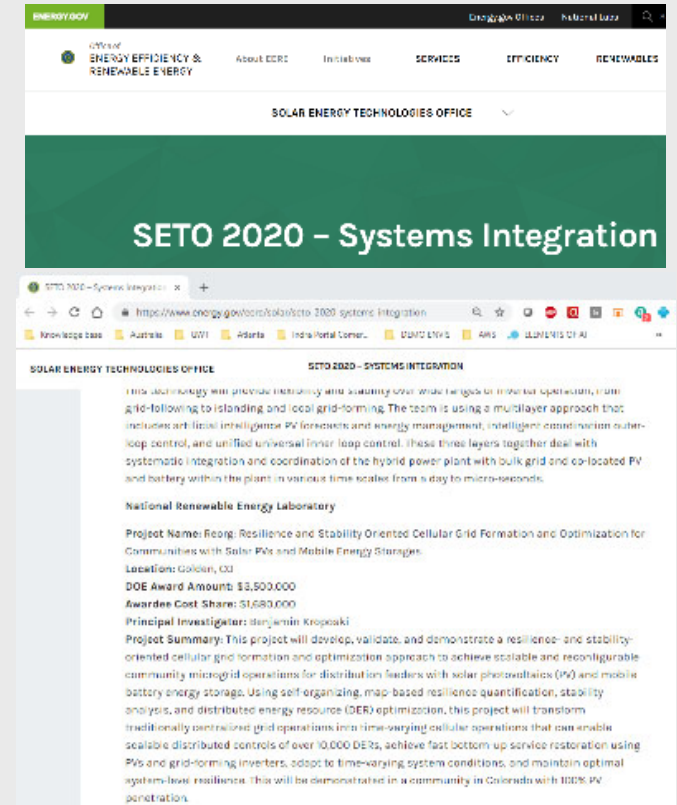 ENERGY.GOV
Energy.gov Offices National Labs
Office of
ENERGY EFFICIENCY &
RENEWABLE ENERGY
About EERE Initiatives SERVICES EFFICIENCY RENEWABLES
SOLAR ENERGY TECHNOLOGIES OFFICE
SETO 2020 – Systems Integration
SETO 2020 – Systems Integratio
https://www.energy.gov/eere/solar/seto-2020-systems-integration
Knowledge base Australia GWT Atlanta Indra Portal Comer... DEMO ENVS AWS ELEMENTS OF AI
SOLAR ENERGY TECHNOLOGIES OFFICE SETO 2020 – SYSTEMS INTEGRATION
This technology will provide flexibility and stability over wide ranges of inverter operation, from
grid-following to islanding and local grid-forming. The team is using a multilayer approach that
includes artificial intelligence PV forecasts and energy management, intelligent coordination outer-
loop control, and unified universal inner loop control. These three layers together deal with
systematic integration and coordination of the hybrid power plant with bulk grid and co-located PV
and battery within the plant in various time scales from a day to micro-seconds.
National Renewable Energy Laboratory
Project Name: Reorg: Resilience and Stability Oriented Cellular Grid Formation and Optimization for
Communities with Solar PVs and Mobile Energy Storages
Location: Golden, CO
DOE Award Amount: $3,500,000
Awardee Cost Share: $1,680,000
Principal Investigator: Benjamin Kroposki
Project Summary: This project will develop, validate, and demonstrate a resilience- and stability-
oriented cellular grid formation and optimization approach to achieve scalable and reconfigurable
community microgrid operations for distribution feeders with solar photovoltaics (PV) and mobile
battery energy storage. Using self-organizing, map-based resilience quantification, stability
analysis, and distributed energy resource (DER) optimization, this project will transform
traditionally centralized grid operations into time-varying cellular operations that can enable
scalable distributed controls of over 10,000 DERs, achieve fast bottom up service restoration using
PVs and grid-forming inverters, adapt to time-varying system conditions, and maintain optimal
system-level resilience. This will be demonstrated in a community in Colorado with 100% PV
penetration.